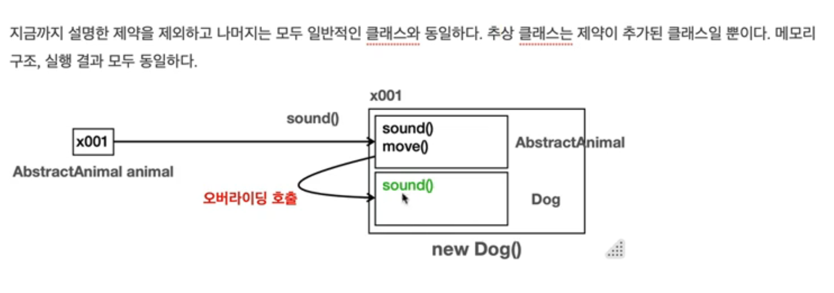 지금까지 설명한 제약을 제외하고 나머지는 모두 일반적인 클래스와 동일하다. 추상 클래스는 제약이 추가된 클래스일 뿐이다. 메모리
구조, 실행 결과 모두 동일하다.
x001
sound()
x001
sound()
move()
AbstractAnimal
AbstractAnimal animal
오버라이딩 호출
sound()
Dog
new Dog()